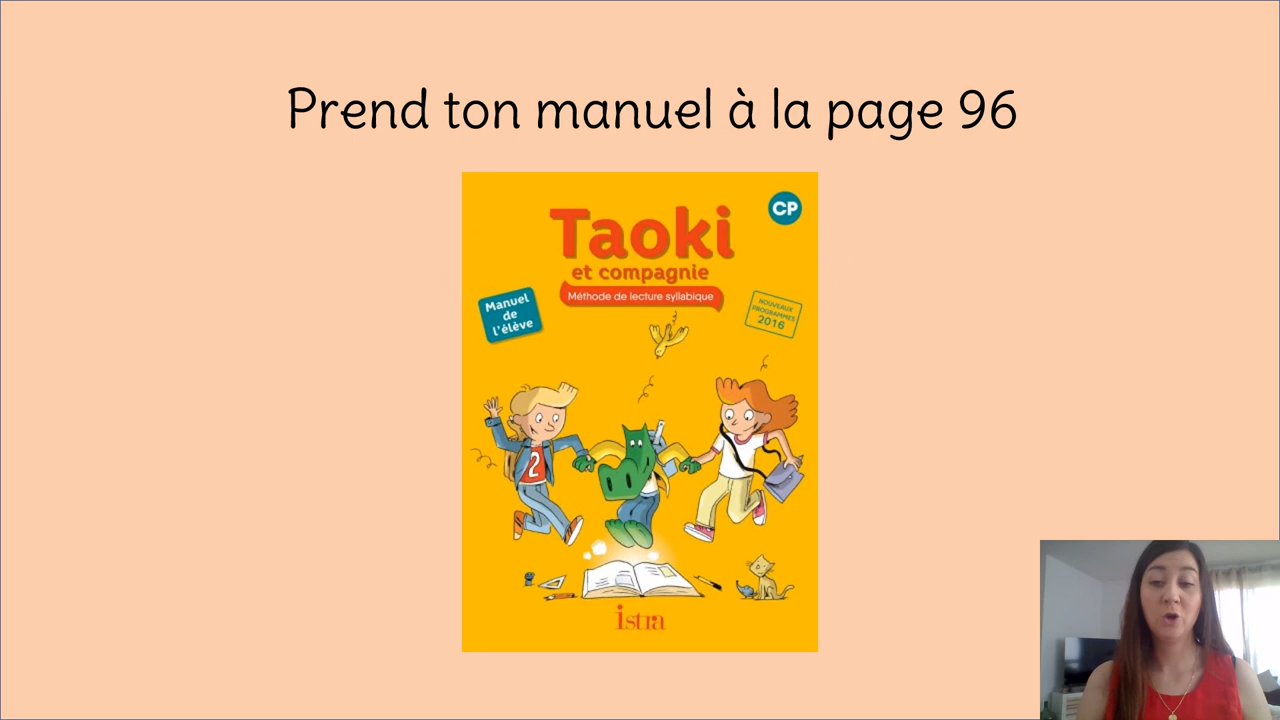 Prend ton manuel à la page 96
CP
Taoki
et compagnie
Méthode de lecture syllabique
Manuel
de
l'élève
NOUVEAUX
PROGRAMMES
2016
2
istra